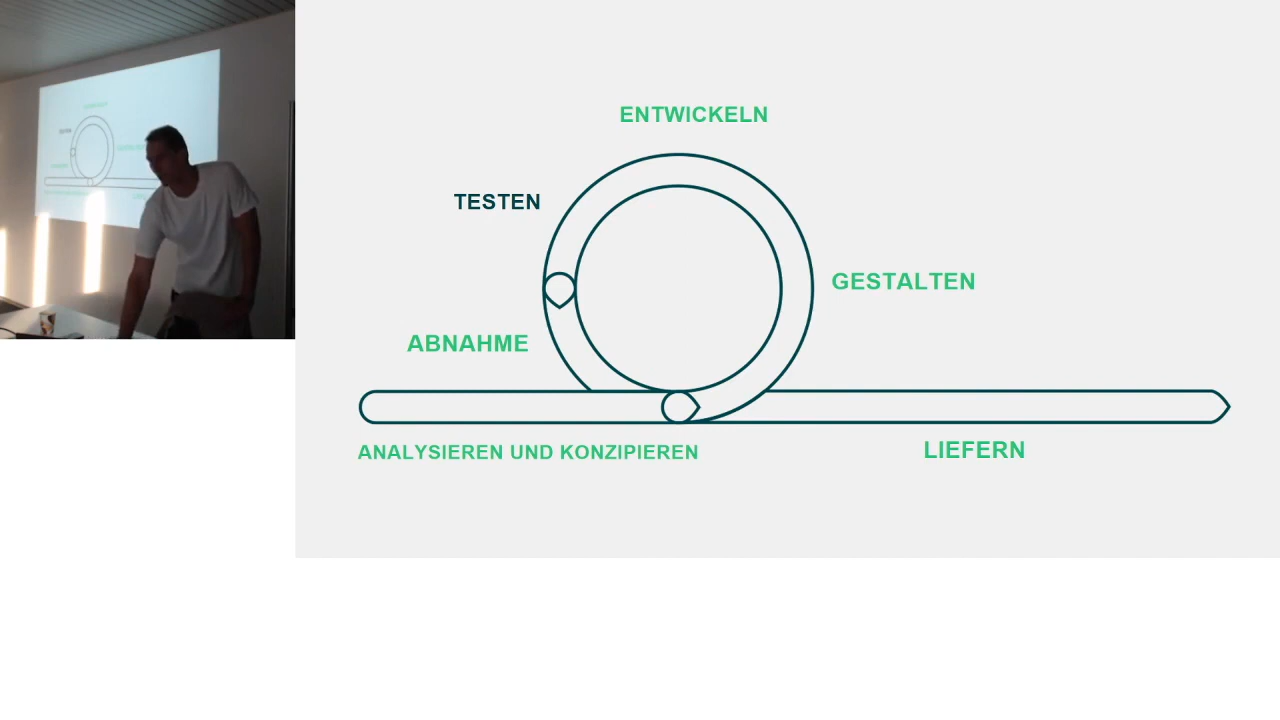 ENTWICKELN
TESTEN
GESTALTEN
ABNAHME
ANALYSIEREN UND KONZIPIEREN
LIEFERN